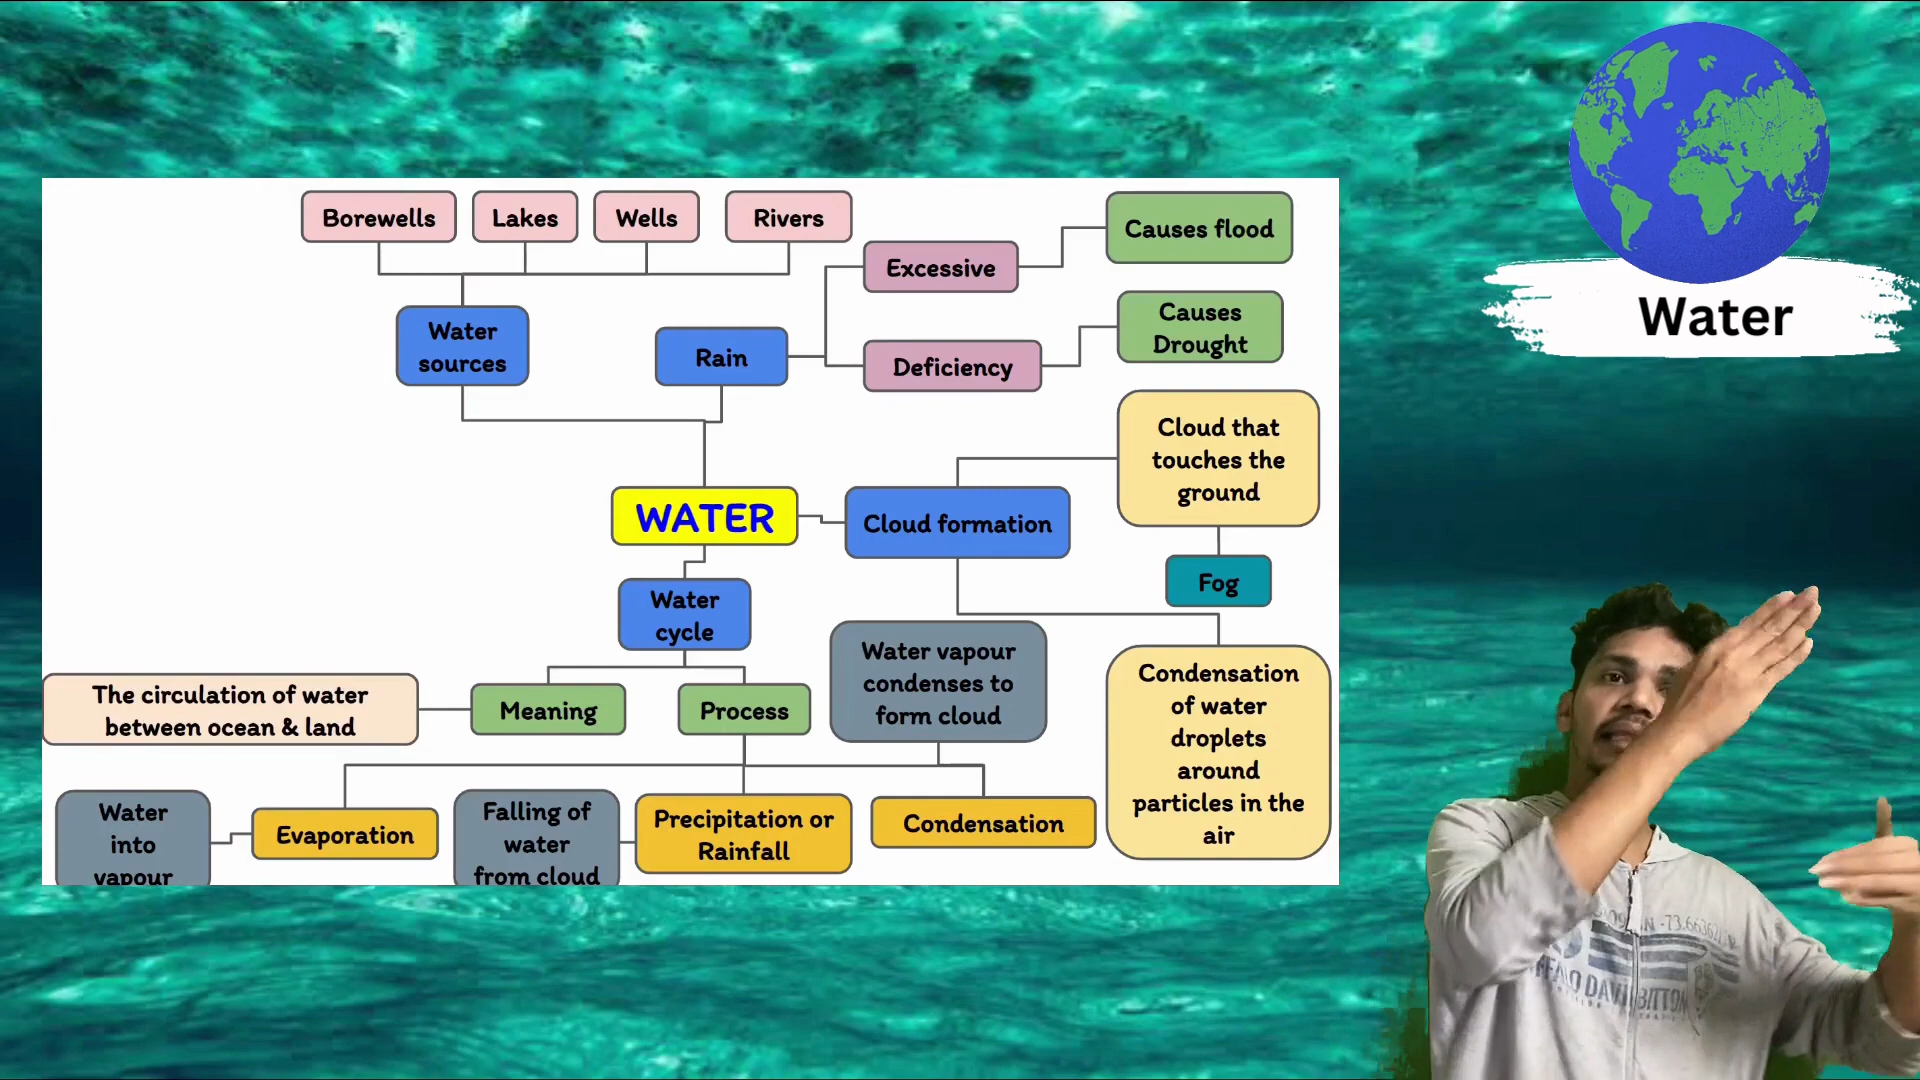 Borewells
Lakes
Wells
Rivers
Excessive
Causes flood
Water
sources
Rain
Deficiency
Causes
Drought
Water
Cloud that
touches the
ground
WATER
Cloud formation
Fog
Water
cycle
Water vapour
condenses to
form cloud
The circulation of water
between ocean & land
Meaning
Process
Condensation
of water
droplets
around
particles in the
air
Water
into
vapour
Evaporation
Falling of
water
from cloud
Precipitation or
Rainfall
Condensation